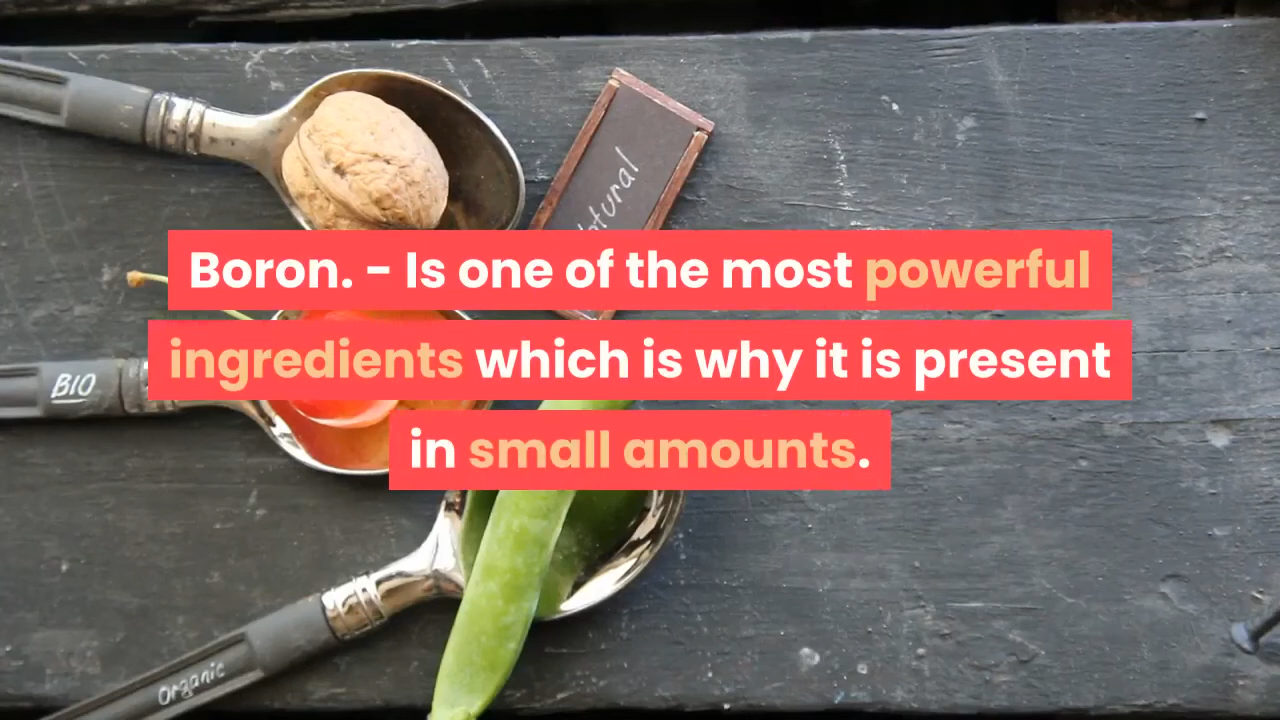 Boron. - Is one of the most powerful
ingredients which is why it is present
in small amounts.
BIO
Organic